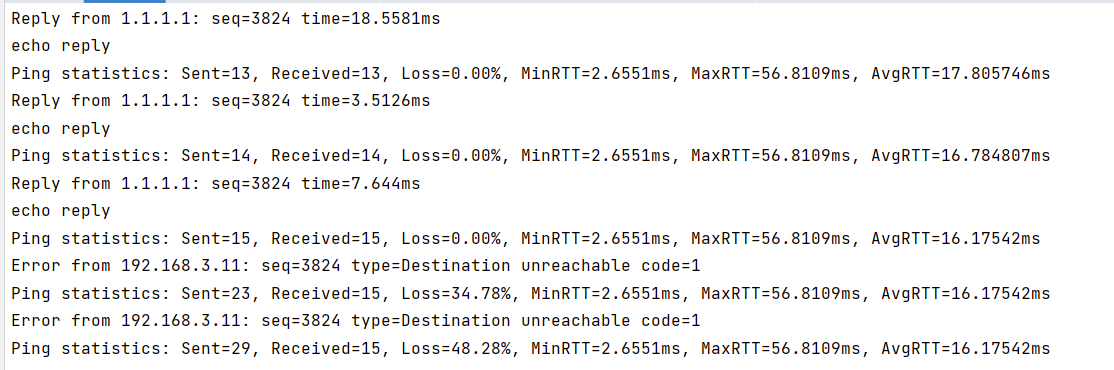 Reply from 1.1.1.1: seq=3824 time=18.5581ms
echo reply
Ping statistics: Sent=13, Received=13, Loss=0.00%, MinRTT=2.6551ms, MaxRTT=56.8109ms, AvgRTT=17.805746ms
Reply from 1.1.1.1: seq=3824 time=3.5126ms
echo reply
Ping statistics: Sent=14, Received=14, Loss=0.00%, MinRTT=2.6551ms, MaxRTT=56.8109ms, AvgRTT=16.784807ms
Reply from 1.1.1.1: seq=3824 time=7.644ms
echo reply
Ping statistics: Sent=15, Received=15, Loss=0.00%, MinRTT=2.6551ms, MaxRTT=56.8109ms, AvgRTT=16.17542ms
Error from 192.168.3.11: seq=3824 type=Destination unreachable code=1
Ping statistics: Sent=23, Received=15, Loss=34.78%, MinRTT=2.6551ms, MaxRTT=56.8109ms, AvgRTT=16.17542ms
Error from 192.168.3.11: seq=3824 type=Destination unreachable code=1
Ping statistics: Sent=29, Received=15, Loss=48.28%, MinRTT=2.6551ms, MaxRTT=56.8109ms, AvgRTT=16.17542ms